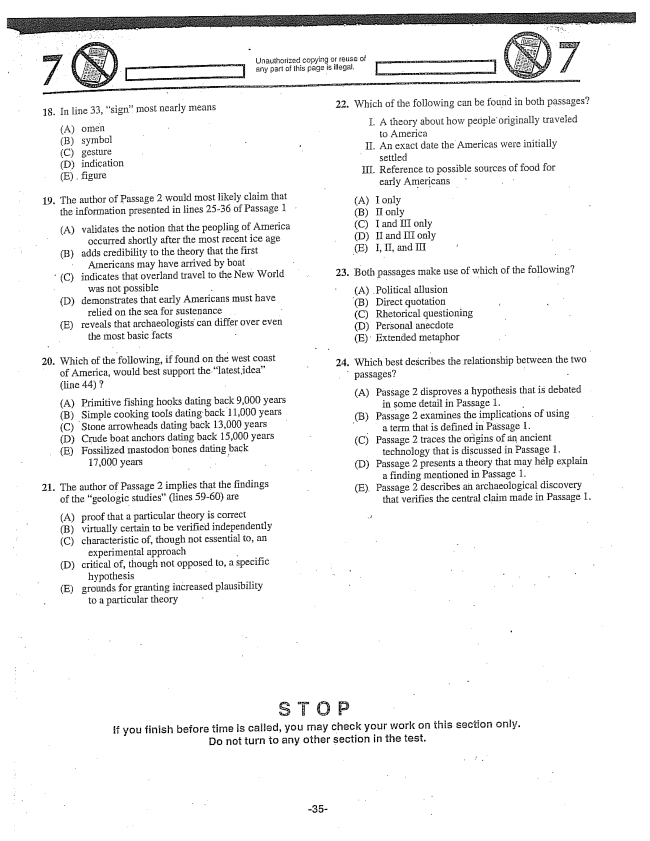 7
Unauthorized copying or reuse of
any part of this page is illegal.
7
18. In line 33, "sign" most nearly means
(A) omen
(B) symbol
(C) gesture
(D) indication
(E) figure
19. The author of Passage 2 would most likely claim that
the information presented in lines 25-36 of Passage 1
(A) validates the notion that the peopling of America
occurred shortly after the most recent ice age
(B) adds credibility to the theory that the first
Americans may have arrived by boat
(C) indicates that overland travel to the New World
was not possible
(D) demonstrates that early Americans must have
relied on the sea for sustenance
(E) reveals that archaeologists can differ over even
the most basic facts
20. Which of the following, if found on the west coast
of America, would best support the "latest idea"
(line 44) ?
(A) Primitive fishing hooks dating back 9,000 years
(B) Simple cooking tools dating back 11,000 years
(C) Stone arrowheads dating back 13,000 years
(D) Crude boat anchors dating back 15,000 years
(E) Fossilized mastodon bones dating back
17,000 years
21. The author of Passage 2 implies that the findings
of the "geologic studies" (lines 59-60) are
(A) proof that a particular theory is correct
(B) virtually certain to be verified independently
(C) characteristic of, though not essential to, an
experimental approach
(D) critical of, though not opposed to, a specific
hypothesis
(E) grounds for granting increased plausibility
to a particular theory
22. Which of the following can be found in both passages?
I. A theory about how people originally traveled
to America
II. An exact date the Americas were initially
settled
III. Reference to possible sources of food for
early Americans
(A) I only
(B) II only
(C) I and III only
(D) II and III only
(E) I, II, and III
23. Both passages make use of which of the following?
(A) Political allusion
(B) Direct quotation
(C) Rhetorical questioning
(D) Personal anecdote
(E) Extended metaphor
24. Which best describes the relationship between the two
passages?
(A) Passage 2 disproves a hypothesis that is debated
in some detail in Passage 1.
(B) Passage 2 examines the implications of using
a term that is defined in Passage 1.
(C) Passage 2 traces the origins of an ancient
technology that is discussed in Passage 1.
(D) Passage 2 presents a theory that may help explain
a finding mentioned in Passage 1.
(E) Passage 2 describes an archaeological discovery
that verifies the central claim made in Passage 1.
STOP
If you finish before time is called, you may check your work on this section only.
Do not turn to any other section in the test.
-35-